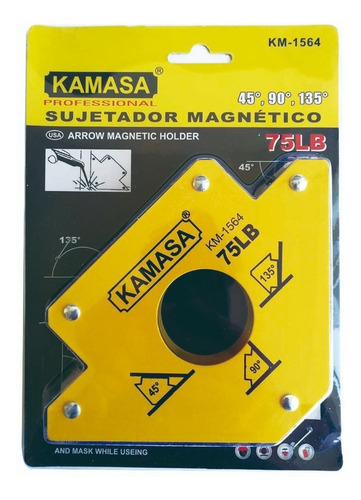 KM-1564
KAMASA®
PROFESSIONAL
45°, 90°, 135°
SUJETADOR MAGNÉTICO
USA ARROW MAGNETIC HOLDER
75LB
45°
135°
KAMASA®
KM-1564
75LB
135°
90°
45°
AND MASK WHILE USEING